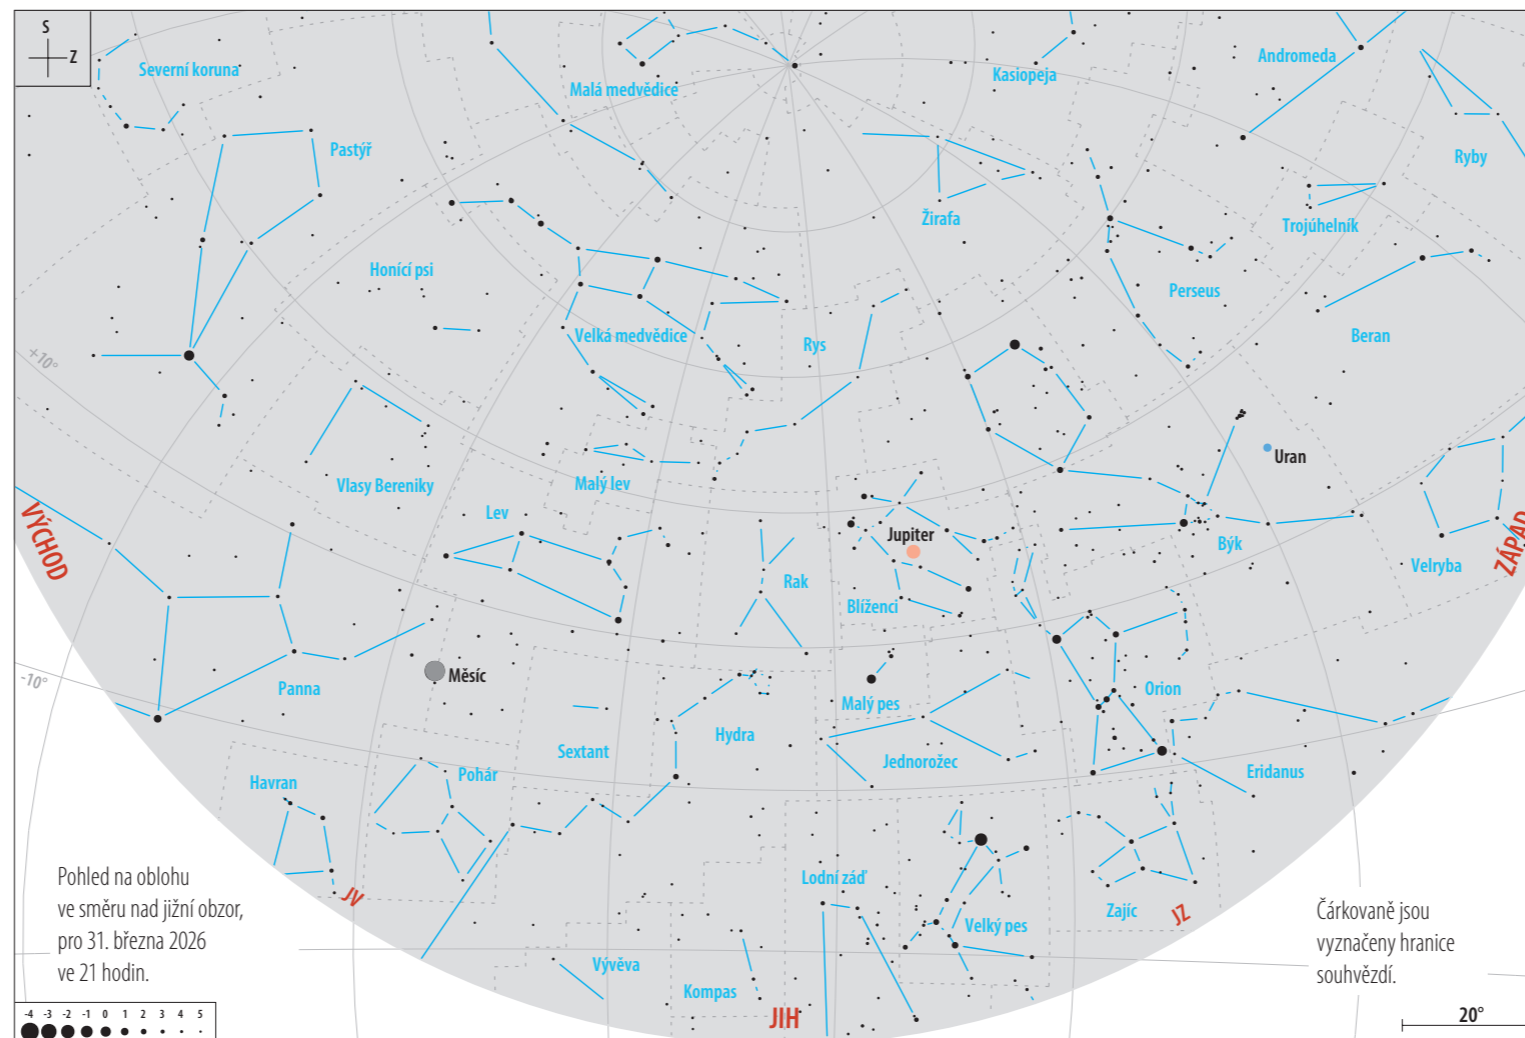 S
Z
Severní koruna
Malá medvědice
Kasiopeja
Andromeda
Pastýř
Ryby
Žirafa
Trojúhelník
Honící psi
Perseus
Velká medvědice
Rys
Beran
+10°
Uran
Vlasy Bereniky
Malý lev
Lev
VÝCHOD
Jupiter
Býk
ZÁPAD
Velryba
Rak
Blíženci
Měsíc
-10°
Panna
Malý pes
Orion
Hydra
Sextant
Jednorožec
Pohár
Havran
Eridanus
Lodní záď
JV
Zajíc
JZ
Velký pes
Vývěva
Kompas
JIH
Pohled na oblohu
ve směru nad jižní obzor,
pro 31. března 2026
ve 21 hodin.
Čárkovaně jsou
vyznačeny hranice
souhvězdí.
-4 -3 -2 -1 0 1 2 3 4 5
20°